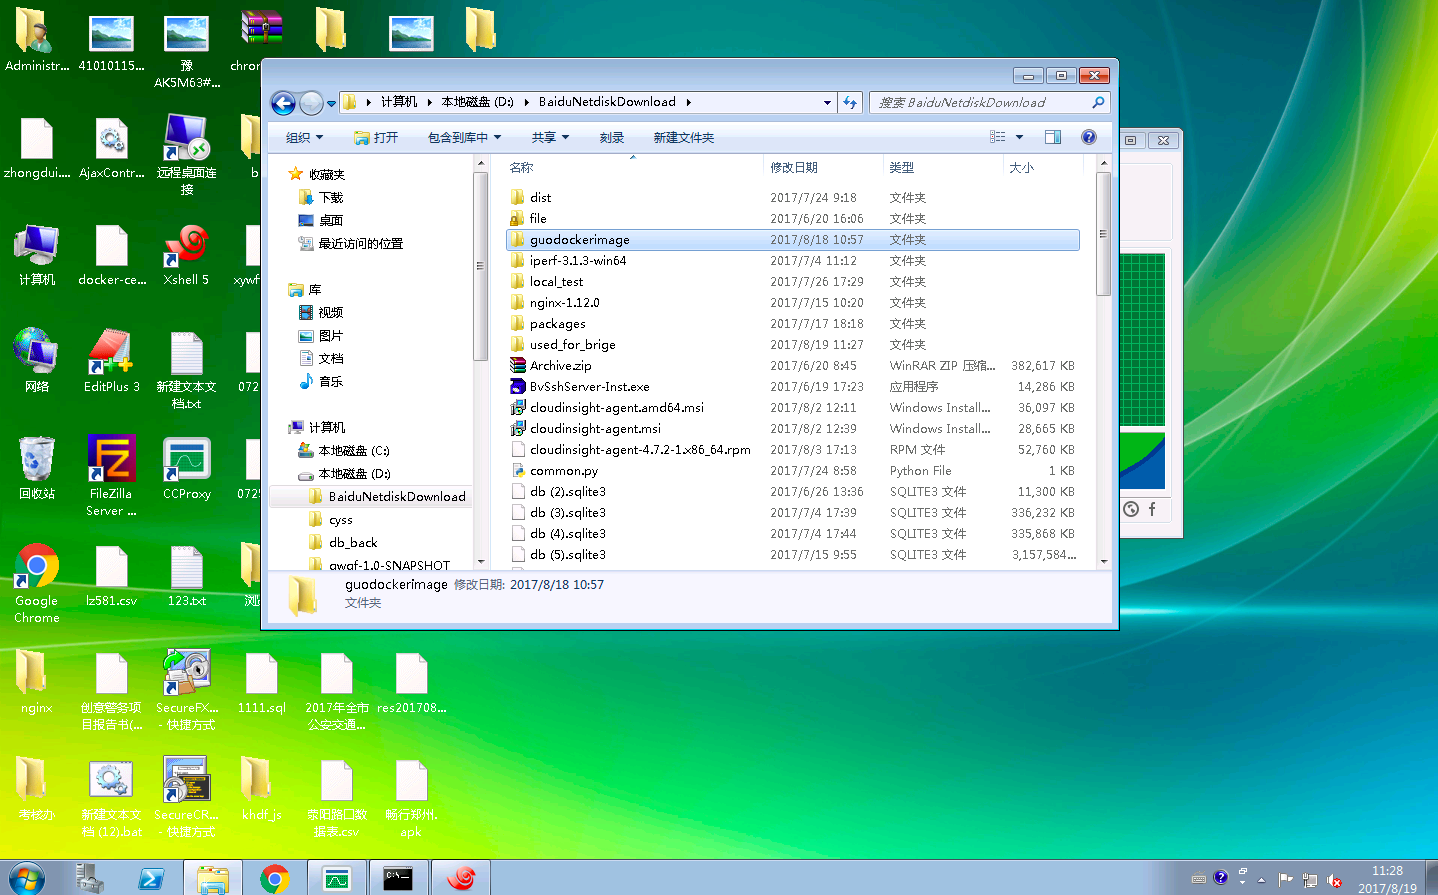 Administr...
41010115...
豫
AK5M63#...
chron
zhongdui....
AjaxContr...
远程桌面连
接
b
计算机
docker-ce...
Xshell 5
xywf
网络
EditPlus 3
新建文本文
档.txt
072
回收站
FileZilla
Server ...
CCProxy
0725
Google
Chrome
lz581.csv
123.txt
nginx
创意警务项
目报告书(...
SecureFX...
- 快捷方式
1111.sql
2017年全市
公安交通...
res201708...
考核办
新建文本文
档 (12).bat
SecureCR...
- 快捷方式
khdf_js
荥阳路口数
据表.csv
畅行郑州.
apk
计算机 本地磁盘 (D:) BaiduNetdiskDownload
搜索 BaiduNetdiskDownload
组织 打开 包含到库中 共享 刻录 新建文件夹
收藏夹
下载
桌面
最近访问的位置
库
视频
图片
文档
音乐
计算机
本地磁盘 (C:)
本地磁盘 (D:)
BaiduNetdiskDownload
cyss
db_back
qwqf-1.0-SNAPSHOT
名称 修改日期 类型 大小
dist 2017/7/24 9:18 文件夹
file 2017/6/20 16:06 文件夹
guodockerimage 2017/8/18 10:57 文件夹
iperf-3.1.3-win64 2017/7/4 11:12 文件夹
local_test 2017/7/26 17:29 文件夹
nginx-1.12.0 2017/7/15 10:20 文件夹
packages 2017/7/17 18:18 文件夹
used_for_brige 2017/8/19 11:27 文件夹
Archive.zip 2017/6/20 8:45 WinRAR ZIP 压缩... 382,617 KB
BvSshServer-Inst.exe 2017/6/19 17:23 应用程序 14,286 KB
cloudinsight-agent.amd64.msi 2017/8/2 12:11 Windows Install... 36,097 KB
cloudinsight-agent.msi 2017/8/2 12:39 Windows Install... 28,665 KB
cloudinsight-agent-4.7.2-1.x86_64.rpm 2017/8/3 17:13 RPM 文件 52,760 KB
common.py 2017/7/24 8:58 Python File 1 KB
db (2).sqlite3 2017/6/26 13:36 SQLITE3 文件 11,300 KB
db (3).sqlite3 2017/7/4 17:39 SQLITE3 文件 336,232 KB
db (4).sqlite3 2017/7/4 17:44 SQLITE3 文件 335,868 KB
db (5).sqlite3 2017/7/15 9:55 SQLITE3 文件 3,157,584...
guodockerimage 修改日期: 2017/8/18 10:57
文件夹
11:28
2017/8/19